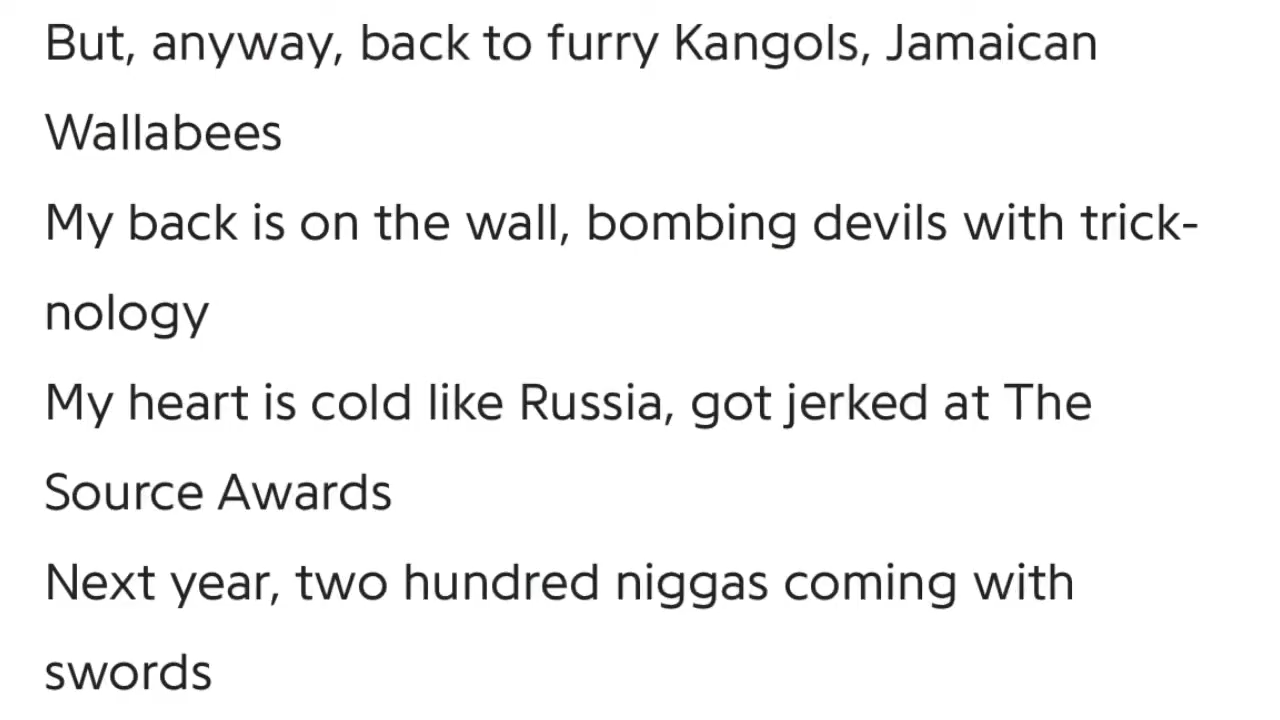 But, anyway, back to furry Kangols, Jamaican
Wallabees
My back is on the wall, bombing devils with trick-
nology
My heart is cold like Russia, got jerked at The
Source Awards
Next year, two hundred niggas coming with
swords